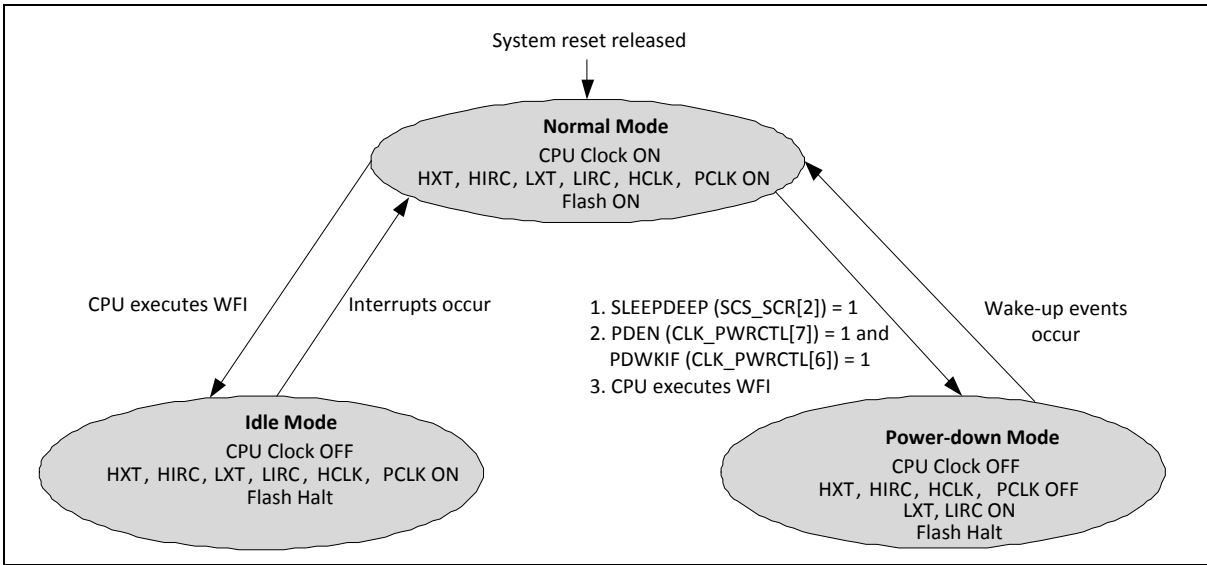 System reset released
Normal Mode
CPU Clock ON
HXT, HIRC, LXT, LIRC, HCLK, PCLK ON
Flash ON
CPU executes WFI
Interrupts occur
1. SLEEPDEEP (SCS_SCR[2]) = 1
2. PDEN (CLK_PWRCTL[7]) = 1 and
PDWKIF (CLK_PWRCTL[6]) = 1
3. CPU executes WFI
Wake-up events
occur
Idle Mode
CPU Clock OFF
HXT, HIRC, LXT, LIRC, HCLK, PCLK ON
Flash Halt
Power-down Mode
CPU Clock OFF
HXT, HIRC, HCLK, PCLK OFF
LXT, LIRC ON
Flash Halt